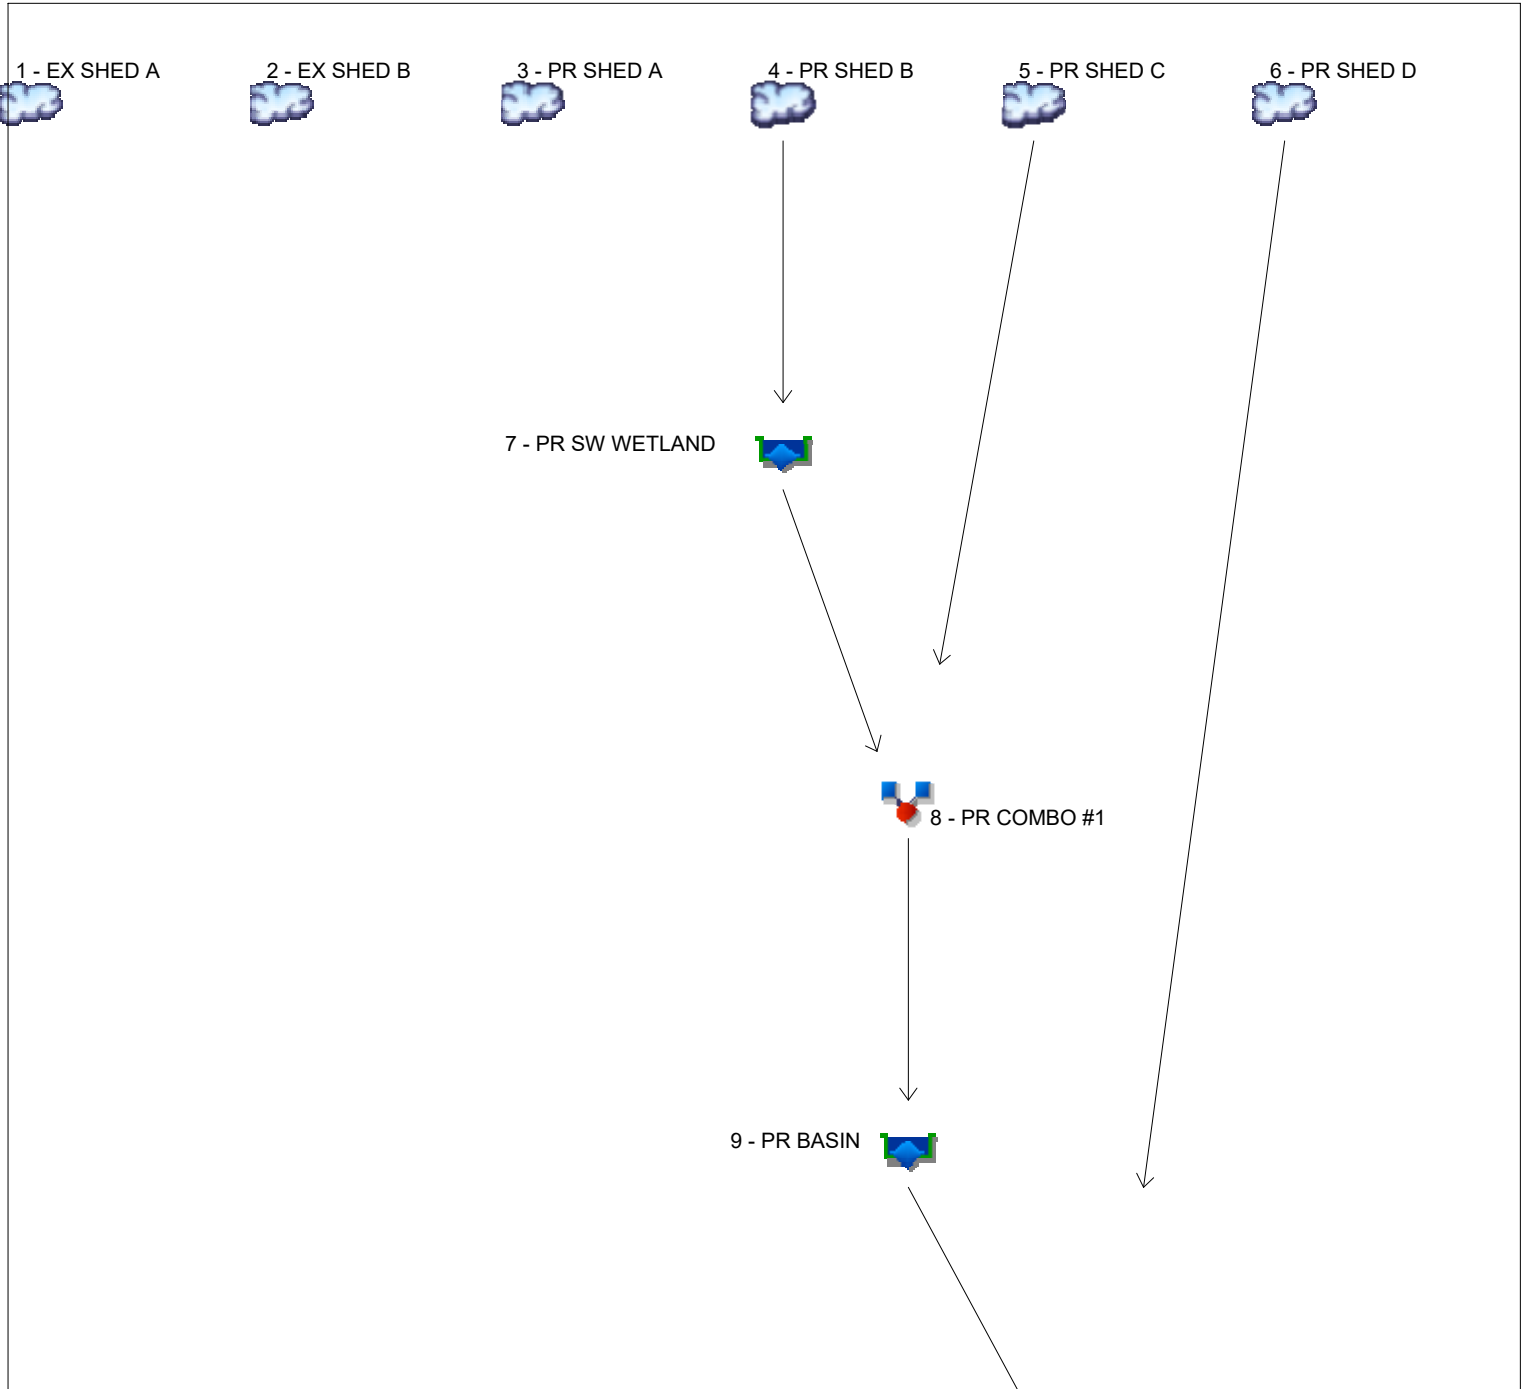 1 - EX SHED A
2 - EX SHED B
3 - PR SHED A
4 - PR SHED B
5 - PR SHED C
6 - PR SHED D
7 - PR SW WETLAND
8 - PR COMBO #1
9 - PR BASIN